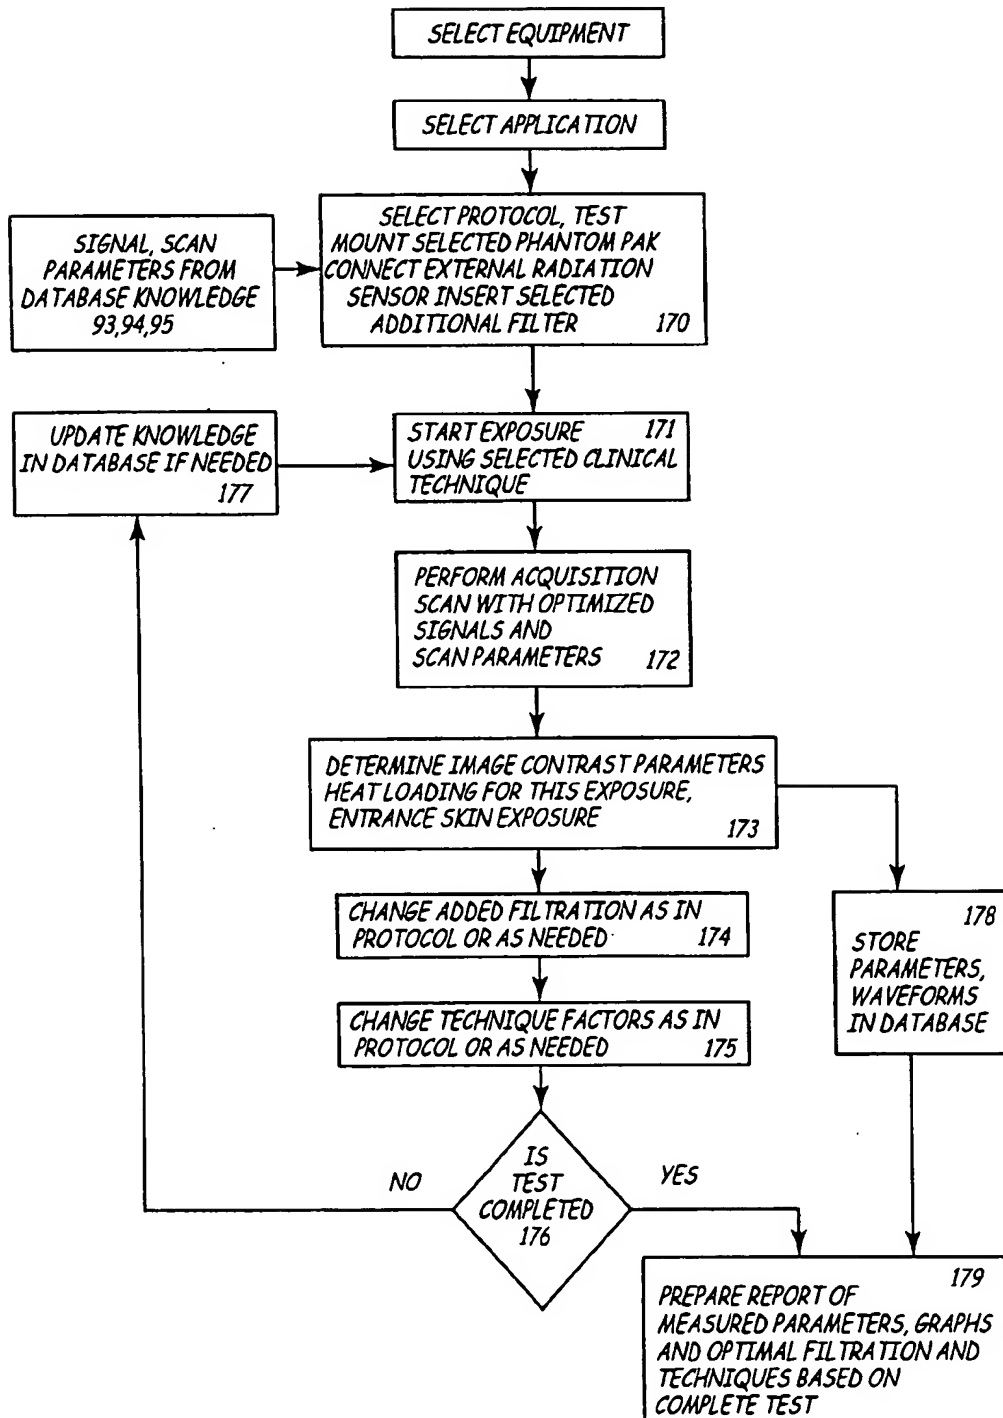 SELECT EQUIPMENT
SELECT APPLICATION
SELECT PROTOCOL, TEST
MOUNT SELECTED PHANTOM PAK
CONNECT EXTERNAL RADIATION
SENSOR INSERT SELECTED
ADDITIONAL FILTER 170
SIGNAL, SCAN
PARAMETERS FROM
DATABASE KNOWLEDGE
93,94,95
UPDATE KNOWLEDGE
IN DATABASE IF NEEDED
177
START EXPOSURE 171
USING SELECTED CLINICAL
TECHNIQUE
PERFORM ACQUISITION
SCAN WITH OPTIMIZED
SIGNALS AND
SCAN PARAMETERS 172
DETERMINE IMAGE CONTRAST PARAMETERS
HEAT LOADING FOR THIS EXPOSURE,
ENTRANCE SKIN EXPOSURE 173
CHANGE ADDED FILTRATION AS IN
PROTOCOL OR AS NEEDED 174
CHANGE TECHNIQUE FACTORS AS IN
PROTOCOL OR AS NEEDED 175
178
STORE
PARAMETERS,
WAVEFORMS
IN DATABASE
IS
TEST
COMPLETED
176
NO
YES
179
PREPARE REPORT OF
MEASURED PARAMETERS, GRAPHS
AND OPTIMAL FILTRATION AND
TECHNIQUES BASED ON
COMPLETE TEST